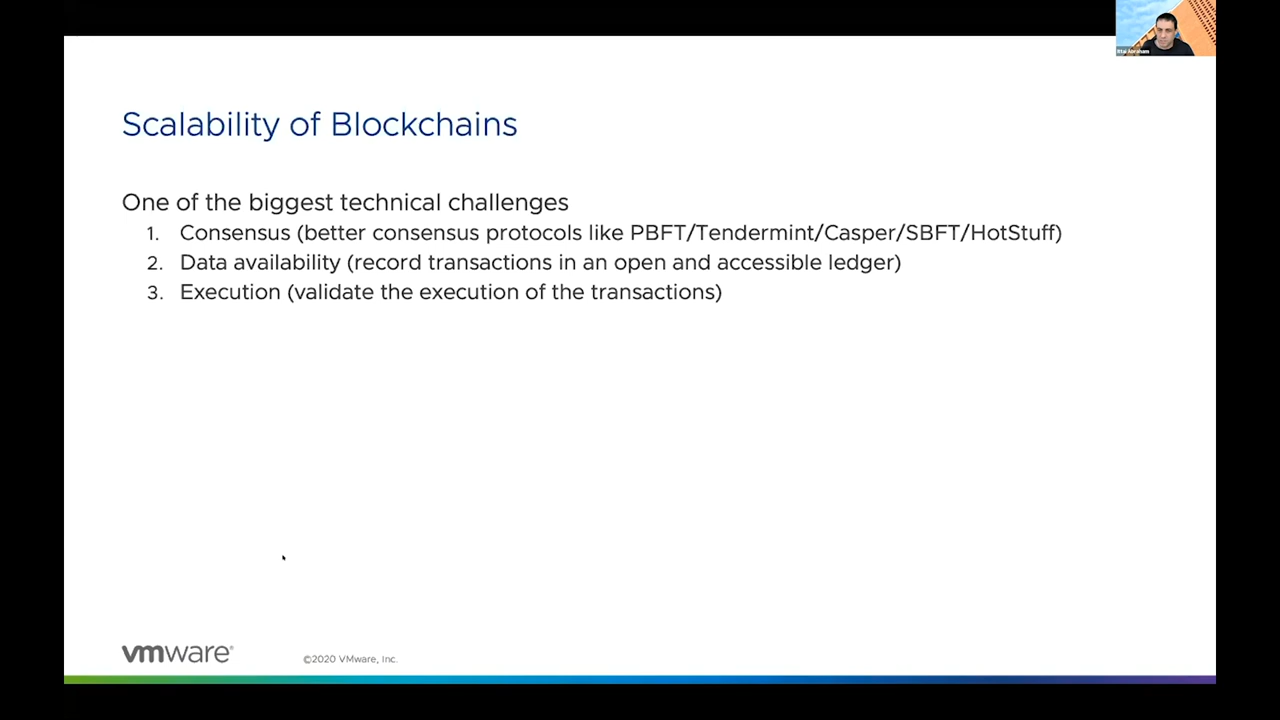 Scalability of Blockchains
One of the biggest technical challenges
1. Consensus (better consensus protocols like PBFT/Tendermint/Casper/SBFT/HotStuff)
2. Data availability (record transactions in an open and accessible ledger)
3. Execution (validate the execution of the transactions)
vmware®
©2020 VMware, Inc.
Ittai Abraham